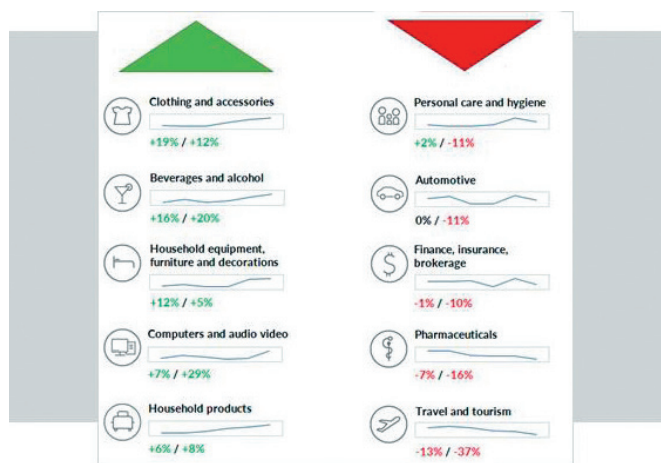 Clothing and accessories
+19% / +12%
Beverages and alcohol
+16% / +20%
Household equipment,
furniture and decorations
+12% / +5%
Computers and audio video
+7% / +29%
Household products
+6% / +8%
Personal care and hygiene
+2% / -11%
Automotive
0% / -11%
Finance, insurance,
brokerage
-1% / -10%
Pharmaceuticals
-7% / -16%
Travel and tourism
-13% / -37%